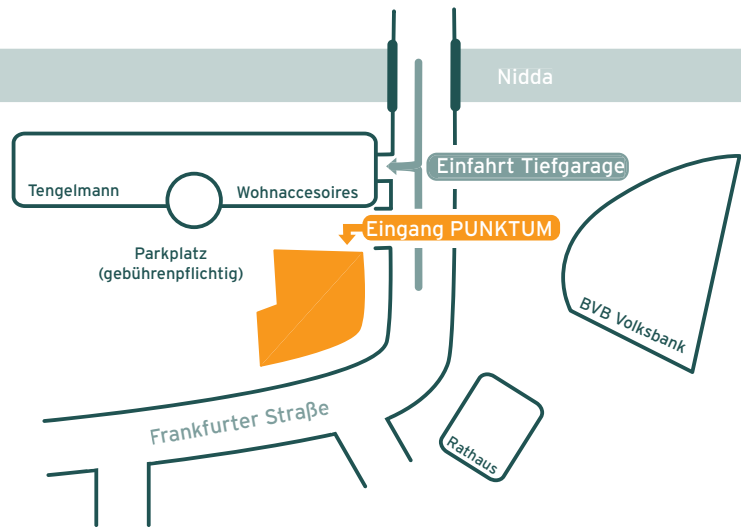 Nidda
Einfahrt Tiefgarage
Tengelmann
Wohnaccesoires
Eingang PUNKTUM
Parkplatz
(gebührenpflichtig)
BVB Volksbank
Frankfurter Straße
Rathaus